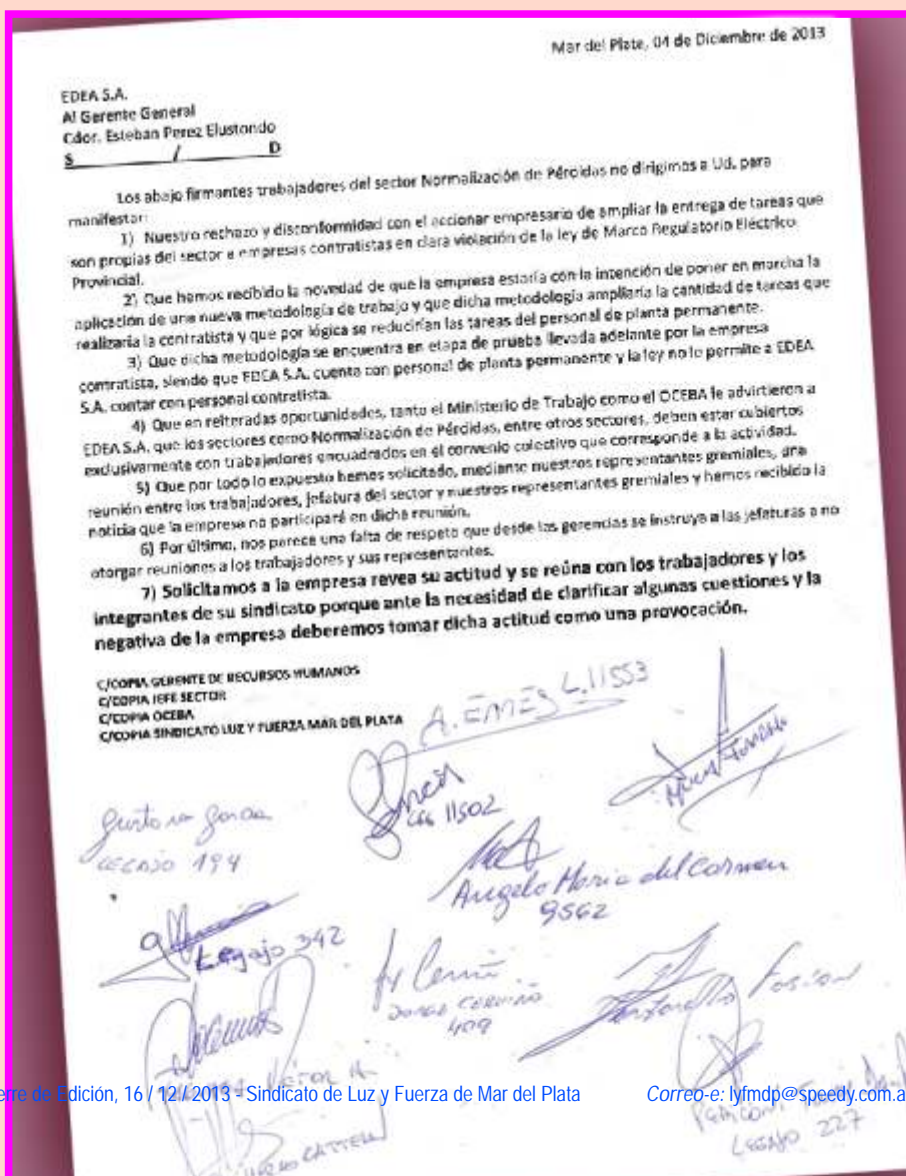 Mar del Plata, 04 de Diciembre de 2013
EDEA S.A.
Al Gerente General
Cdor. Esteban Perez Elustondo
S / D
Los abajo firmantes trabajadores del sector Normalización de Pérdidas no dirigimos a Ud. para
manifestar:
1) Nuestro rechazo y disconformidad con el accionar empresario de ampliar la entrega de tareas que
son propias del sector a empresas contratistas en clara violación de la ley de Marco Regulatorio Eléctrico
Provincial.
2) Que hemos recibido la novedad de que la empresa estaría con la intención de poner en marcha la
aplicación de una nueva metodología de trabajo y que dicha metodología ampliaría la cantidad de tareas que
realizaría la contratista y que por lógica se reducirían las tareas del personal de planta permanente.
3) Que dicha metodología se encuentra en etapa de prueba llevada adelante por la empresa
contratista, siendo que EDEA S.A. cuenta con personal de planta permanente y la ley no le permite a EDEA
S.A. contar con personal contratista.
4) Que en reiteradas oportunidades, tanto el Ministerio de Trabajo como el OCEBA le advirtieron a
EDEA S.A. que los sectores como Normalización de Pérdidas, entre otros sectores, deben estar cubiertos
exclusivamente con trabajadores encuadrados en el convenio colectivo que corresponde a la actividad.
5) Que por todo lo expuesto hemos solicitado, mediante nuestros representantes gremiales, una
reunión entre los trabajadores, jefatura del sector y nuestros representantes gremiales y hemos recibido la
noticia que la empresa no participará en dicha reunión.
6) Por último, nos parece una falta de respeto que desde las gerencias se instruya a las jefaturas a no
otorgar reuniones a los trabajadores y sus representantes.
7) Solicitamos a la empresa revea su actitud y se reúna con los trabajadores y los
integrantes de su sindicato porque ante la necesidad de clarificar algunas cuestiones y la
negativa de la empresa deberemos tomar dicha actitud como una provocación.
C/COPIA GERENTE DE RECURSOS HUMANOS
C/COPIA JEFE SECTOR
C/COPIA OCEBA
C/COPIA SINDICATO LUZ Y FUERZA MAR DEL PLATA
A. L. 11553
LEG 11502
LEGAJO 194
Angelo Maria del Carmen
9562
Legajo 342
JORGE CERVIÑO
409
LEGAJO 227
de Edición, 16 / 12 / 2013 - Sindicato de Luz y Fuerza de Mar del Plata Correo-e: lyfmdp@speedy.com.a